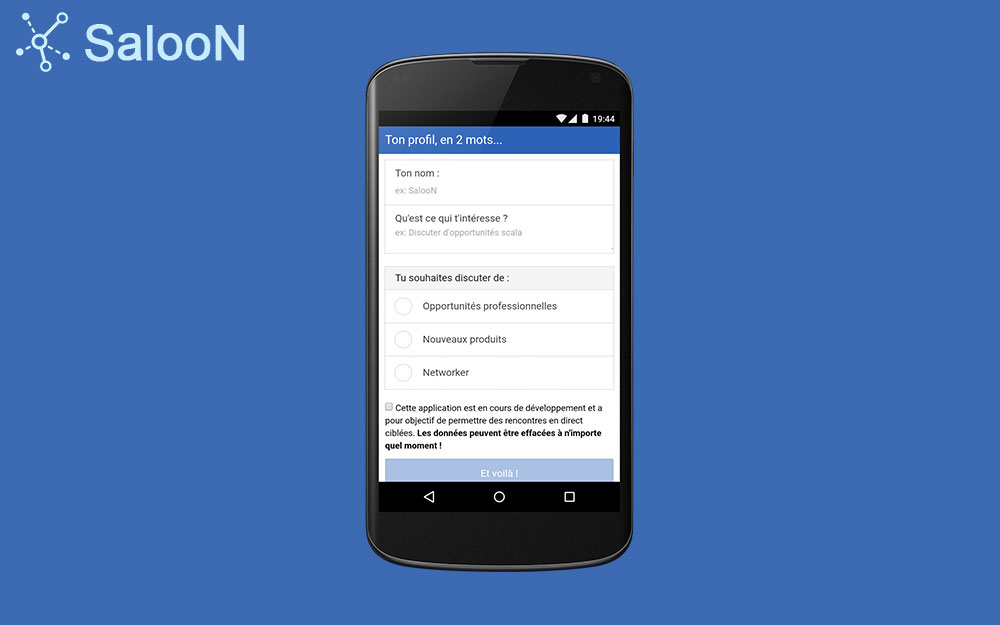 SalooN
19:44
Ton profil, en 2 mots...
Ton nom :
ex: SalooN
Qu'est ce qui t'intéresse ?
ex: Discuter d'opportunités scala
Tu souhaites discuter de :
Opportunités professionnelles
Nouveaux produits
Networker
Cette application est en cours de développement et a
pour objectif de permettre des rencontres en direct
ciblées. Les données peuvent être effacées à n'importe
quel moment !
Et voilà !